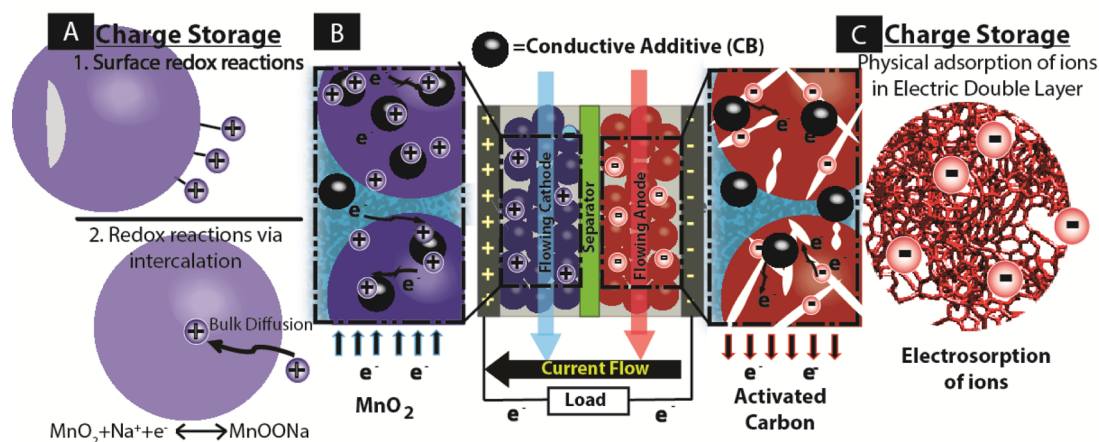 A
Charge Storage
1. Surface redox reactions
2. Redox reactions via
intercalation
Bulk Diffusion
MnO2+Na++e- ⟷ MnOONa
B
=Conductive Additive (CB)
e-
e-
e-
e-
+
+
+
+
+
+
+
+
+
+
Flowing Cathode
Separator
Flowing Anode
-
-
-
-
-
-
-
-
-
-
e-
e-
e-
e-
e- e-
MnO2
Current Flow
Load
e- e-
e- e-
Activated
Carbon
C
Charge Storage
Physical adsorption of ions
in Electric Double Layer
Electrosorption
of ions